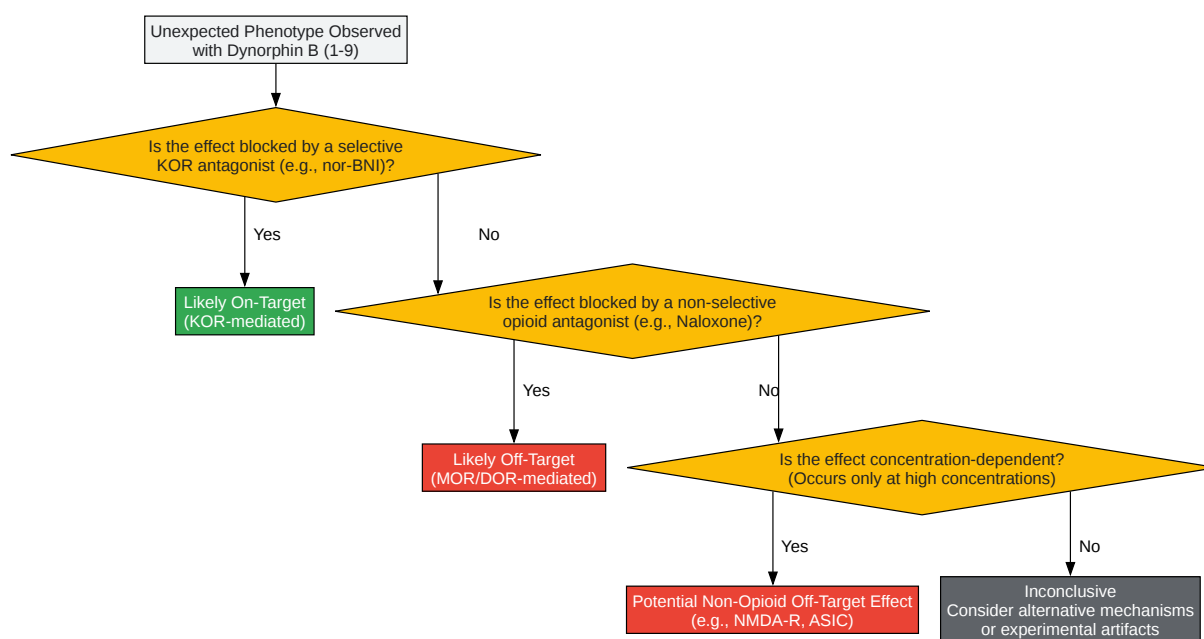 Unexpected Phenotype Observed
with Dynorphin B (1-9)
Is the effect blocked by a selective
KOR antagonist (e.g., nor-BNI)?
Yes
No
Likely On-Target
(KOR-mediated)
Is the effect blocked by a non-selective
opioid antagonist (e.g., Naloxone)?
Yes
No
Likely Off-Target
(MOR/DOR-mediated)
Is the effect concentration-dependent?
(Occurs only at high concentrations)
Yes
No
Potential Non-Opioid Off-Target Effect
(e.g., NMDA-R, ASIC)
Inconclusive
Consider alternative mechanisms
or experimental artifacts